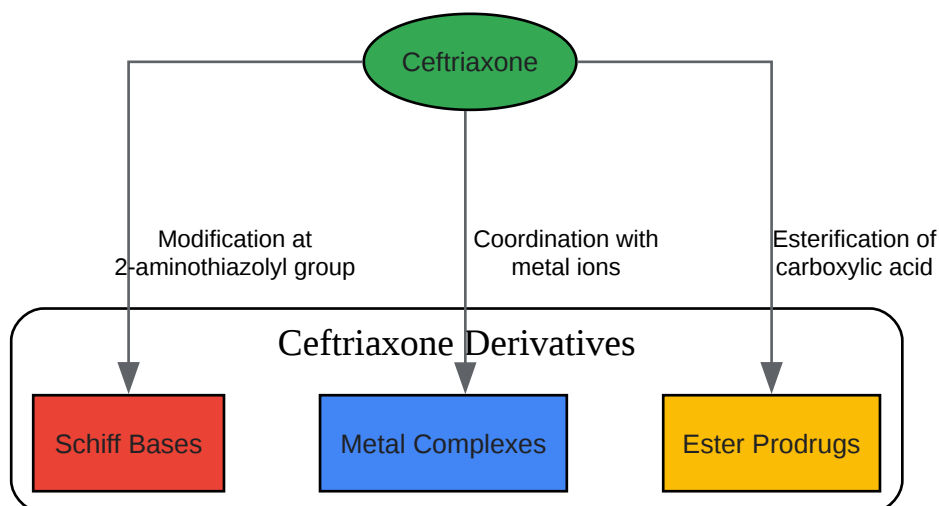 Ceftriaxone
Modification at
2-aminothiazolyl group
Coordination with
metal ions
Esterification of
carboxylic acid
Ceftriaxone Derivatives
Schiff Bases
Metal Complexes
Ester Prodrugs